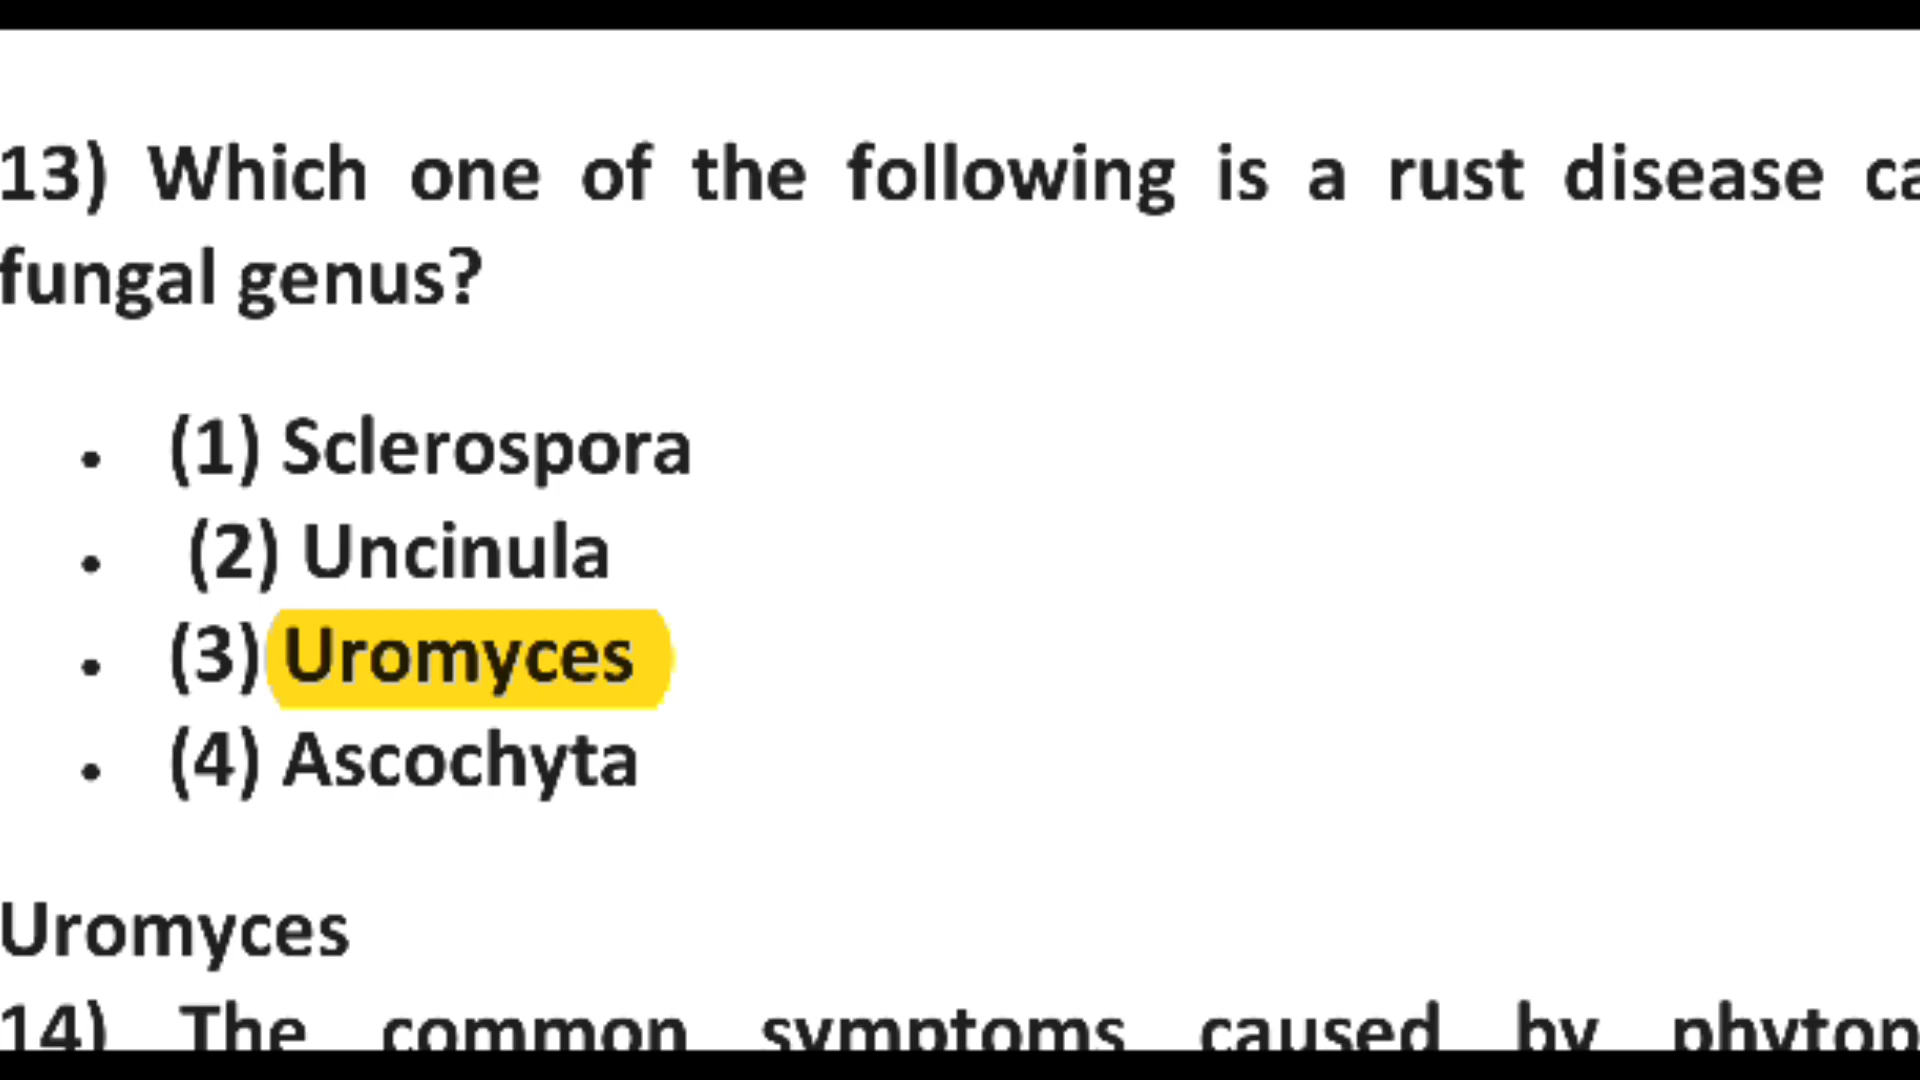 13) Which one of the following is a rust disease
fungal genus?
(1) Sclerospora
(2) Uncinula
(3) Uromyces
(4) Ascochyta
Uromyces
14) The common symptoms caused by